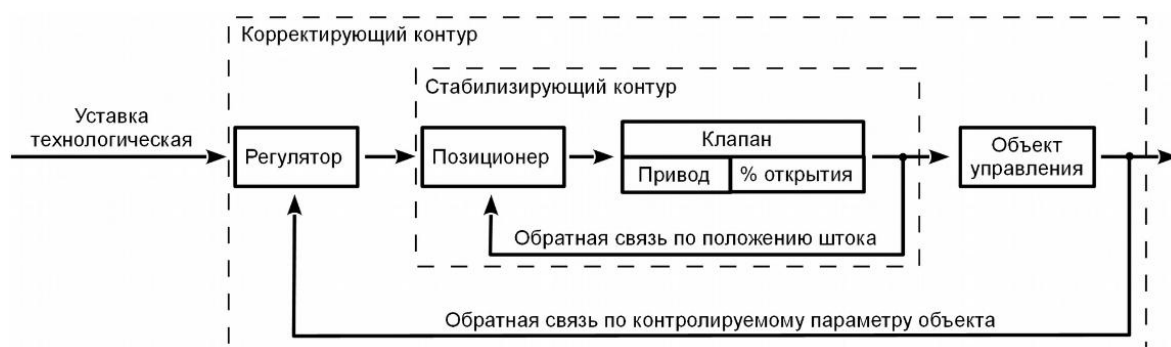 Корректирующий контур
Стабилизирующий контур
Уставка
технологическая
Регулятор
Позиционер
Клапан
Привод
% открытия
Объект
управления
Обратная связь по положению штока
Обратная связь по контролируемому параметру объекта